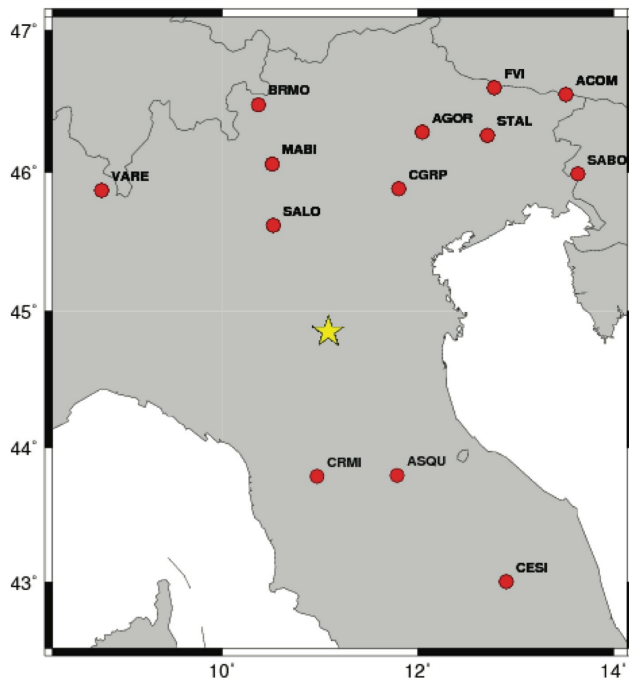 47°
FVI
ACOM
BRMO
AGOR
STAL
MABI
46°
VARE
CGRP
SABO
SALO
45°
44°
CRMI
ASQU
43°
CESI
10°
12°
14°